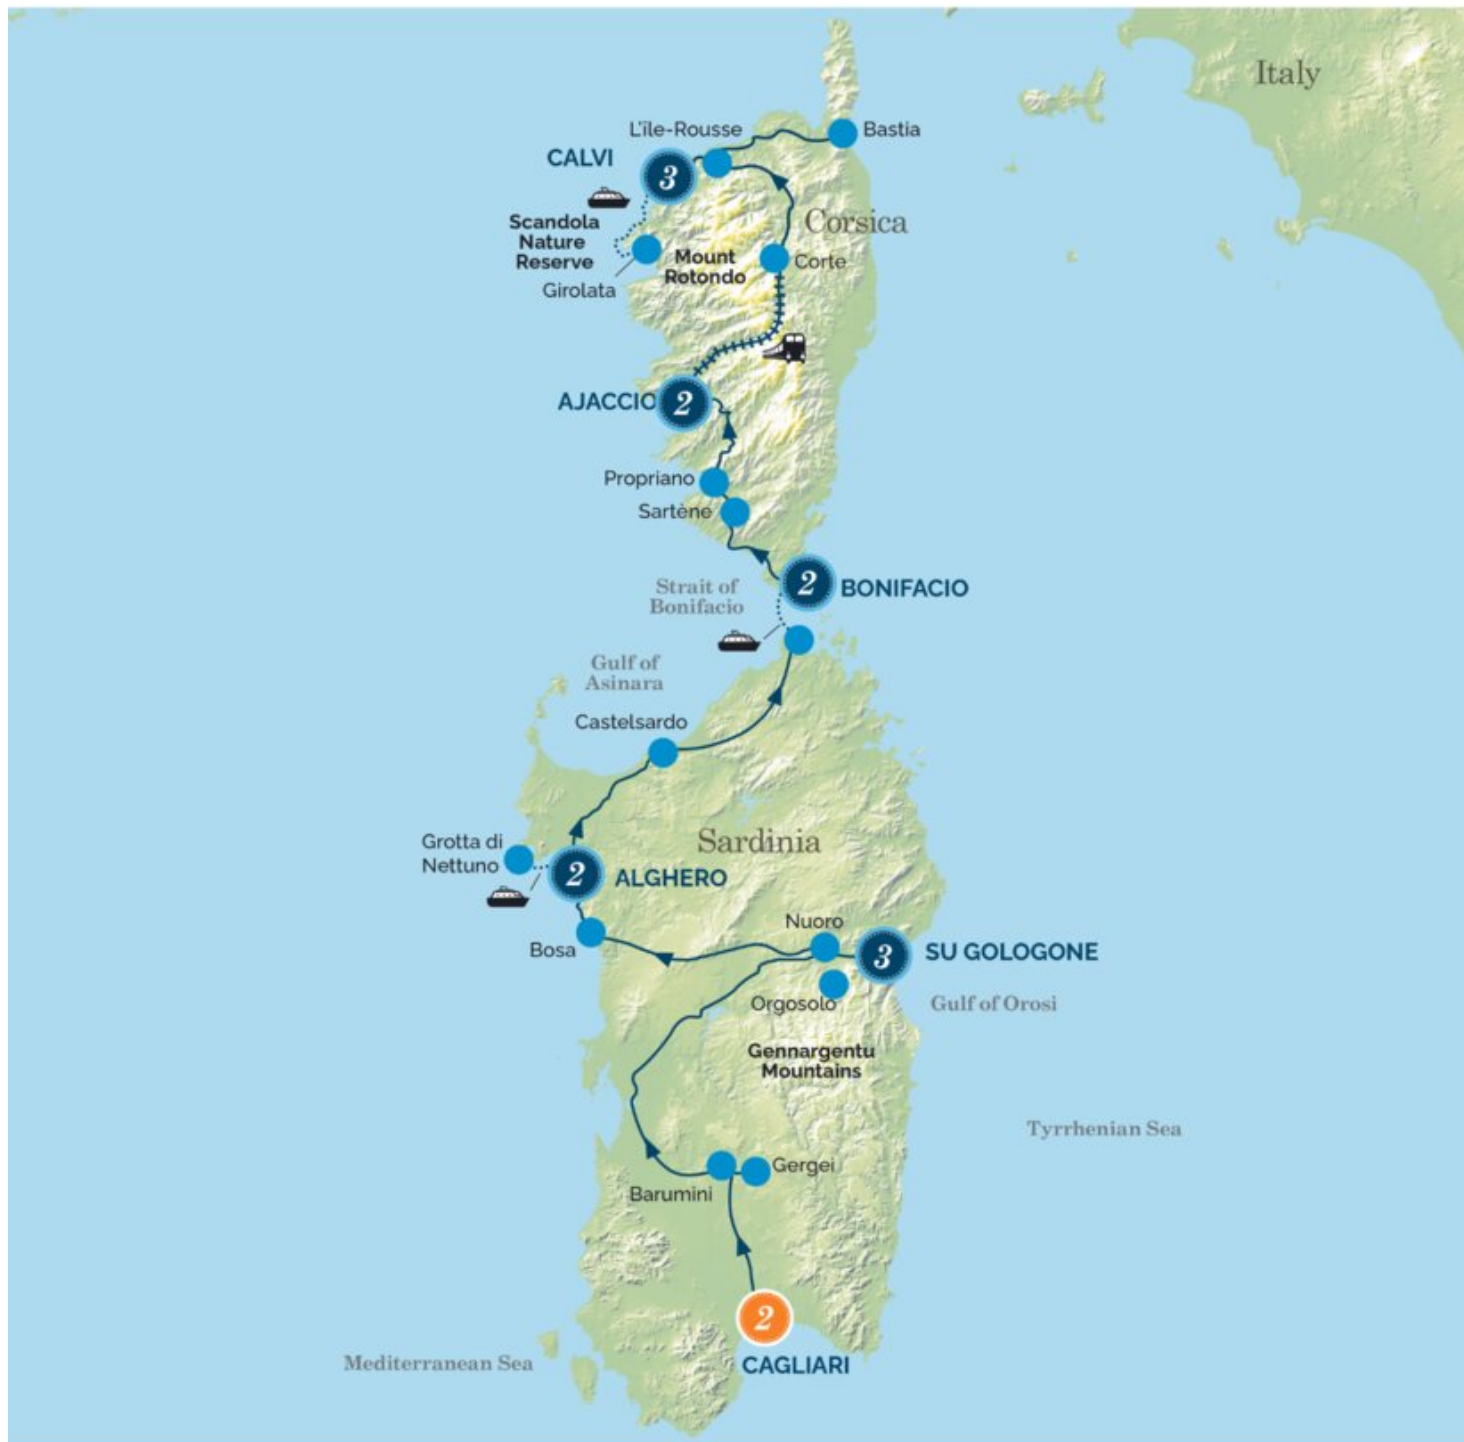 Italy
L'île-Rousse
Bastia
CALVI
3
Scandola
Nature
Reserve
Corsica
Mount
Rotondo
Corte
Girolata
AJACCIO
2
Propriano
Sartène
2
BONIFACIO
Strait of
Bonifacio
Gulf of
Asinara
Castelsardo
Sardinia
Grotta di
Nettuno
2
ALGHERO
Nuoro
Bosa
3
SU GOLOGONE
Orgosolo
Gulf of Orosi
Gennargentu
Mountains
Tyrrhenian Sea
Gergei
Barumini
2
Mediterranean Sea
CAGLIARI